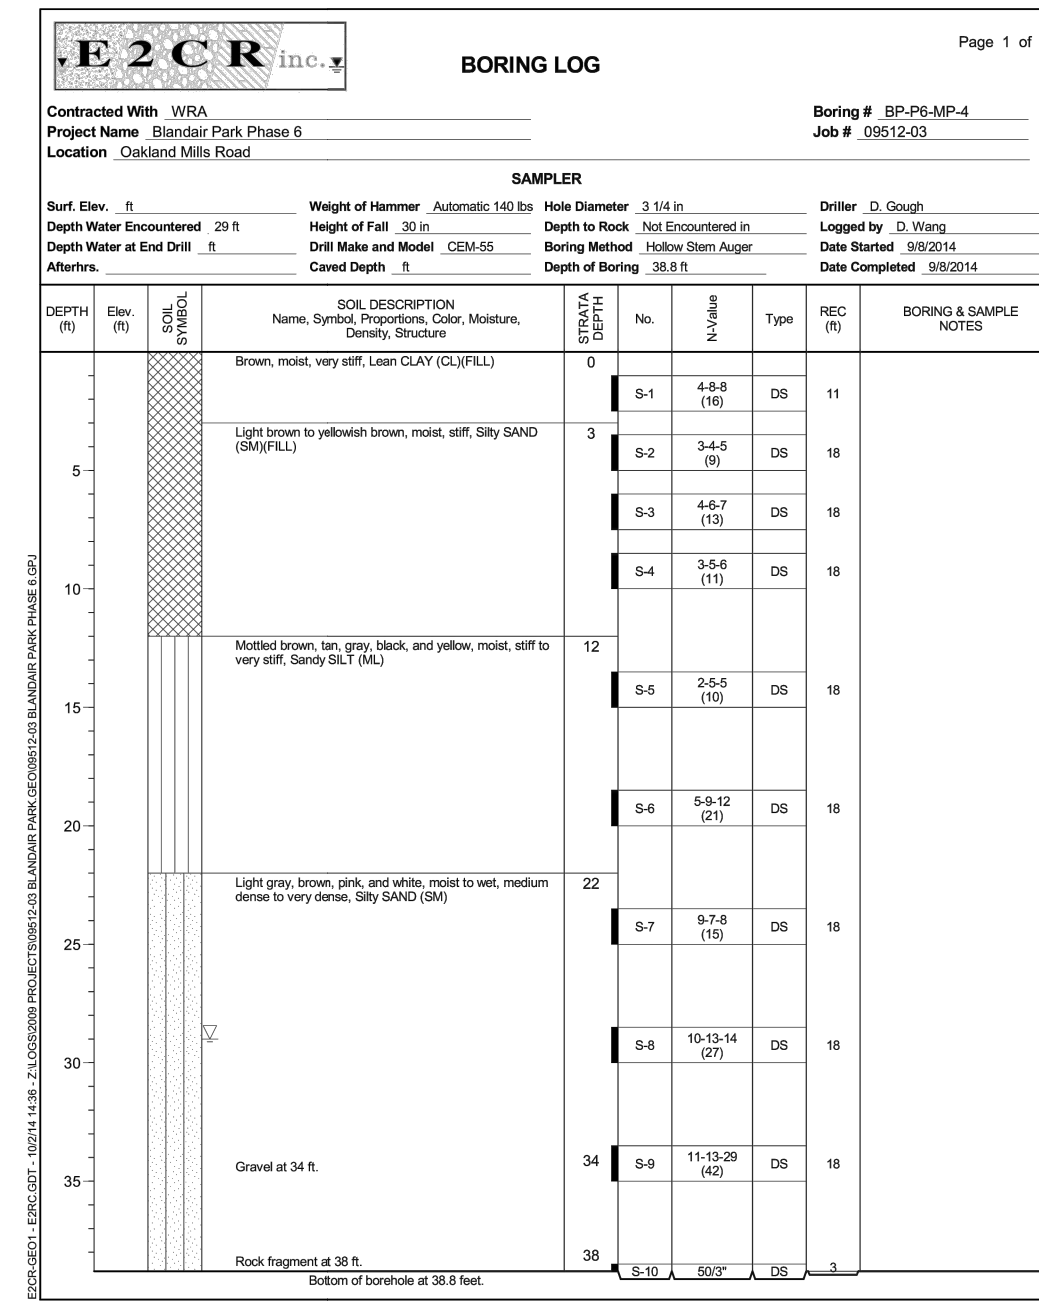 E2CR inc.
Page 1 of
BORING LOG
Contracted With WRA
Boring # BP-P6-MP-4
Project Name Blandair Park Phase 6
Job # 09512-03
Location Oakland Mills Road
SAMPLER
Surf. Elev. ft Weight of Hammer Automatic 140 lbs Hole Diameter 3 1/4 in Driller D. Gough
Depth Water Encountered 29 ft Height of Fall 30 in Depth to Rock Not Encountered in Logged by D. Wang
Depth Water at End Drill ft Drill Make and Model CEM-55 Boring Method Hollow Stem Auger Date Started 9/8/2014
Afterhrs. Caved Depth ft Depth of Boring 38.8 ft Date Completed 9/8/2014
DEPTH (ft)
Elev. (ft)
SOIL SYMBOL
SOIL DESCRIPTION
Name, Symbol, Proportions, Color, Moisture,
Density, Structure
STRATA DEPTH
No.
N-Value
Type
REC (ft)
BORING & SAMPLE NOTES
Brown, moist, very stiff, Lean CLAY (CL)(FILL) 0
S-1 4-8-8 (16) DS 11
Light brown to yellowish brown, moist, stiff, Silty SAND 3
(SM)(FILL)
S-2 3-4-5 (9) DS 18
5
S-3 4-6-7 (13) DS 18
S-4 3-5-6 (11) DS 18
10
Mottled brown, tan, gray, black, and yellow, moist, stiff to 12
very stiff, Sandy SILT (ML)
S-5 2-5-5 (10) DS 18
15
S-6 5-9-12 (21) DS 18
20
Light gray, brown, pink, and white, moist to wet, medium 22
dense to very dense, Silty SAND (SM)
S-7 9-7-8 (15) DS 18
25
S-8 10-13-14 (27) DS 18
30
Gravel at 34 ft. 34 S-9 11-13-29 (42) DS 18
35
Rock fragment at 38 ft. 38
S-10 50/3" DS 3
Bottom of borehole at 38.8 feet.
E2CR-GEO1 - E2RC.GDT - 10/2/14 14:36 - Z:\LOGS\2009 PROJECTS\09512-03 BLANDAIR PARK.GEO\09512-03 BLANDAIR PARK PHASE 6.GPJ